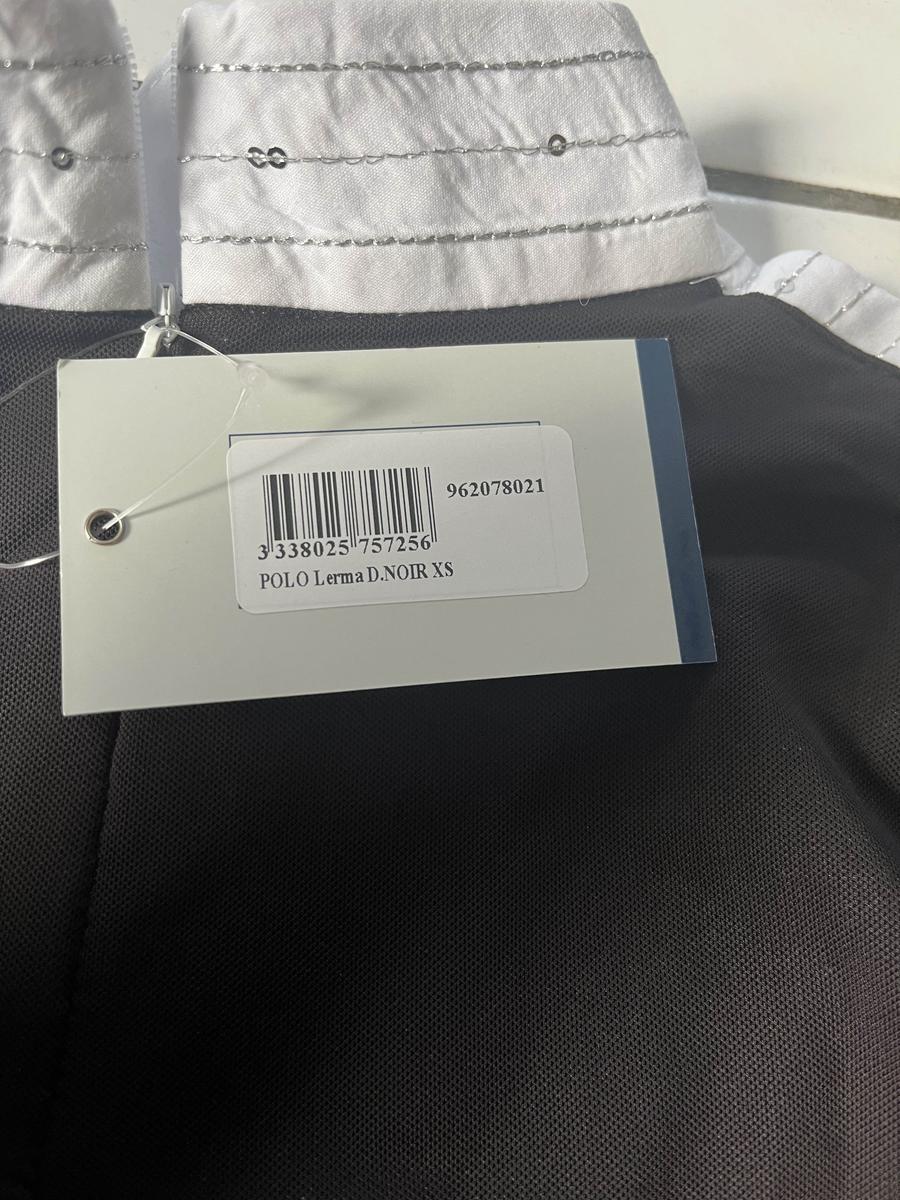 962078021
3 338025 757256
POLO Lerma D.NOIR XS